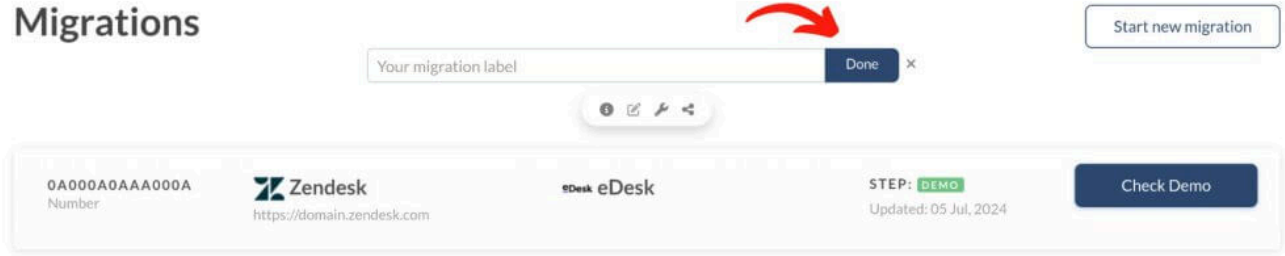 Migrations
Start new migration
Your migration label
Done ×
0A000A0AAA000A
Number
Zendesk
https://domain.zendesk.com
eDesk eDesk
STEP: DEMO
Updated: 05 Jul, 2024
Check Demo